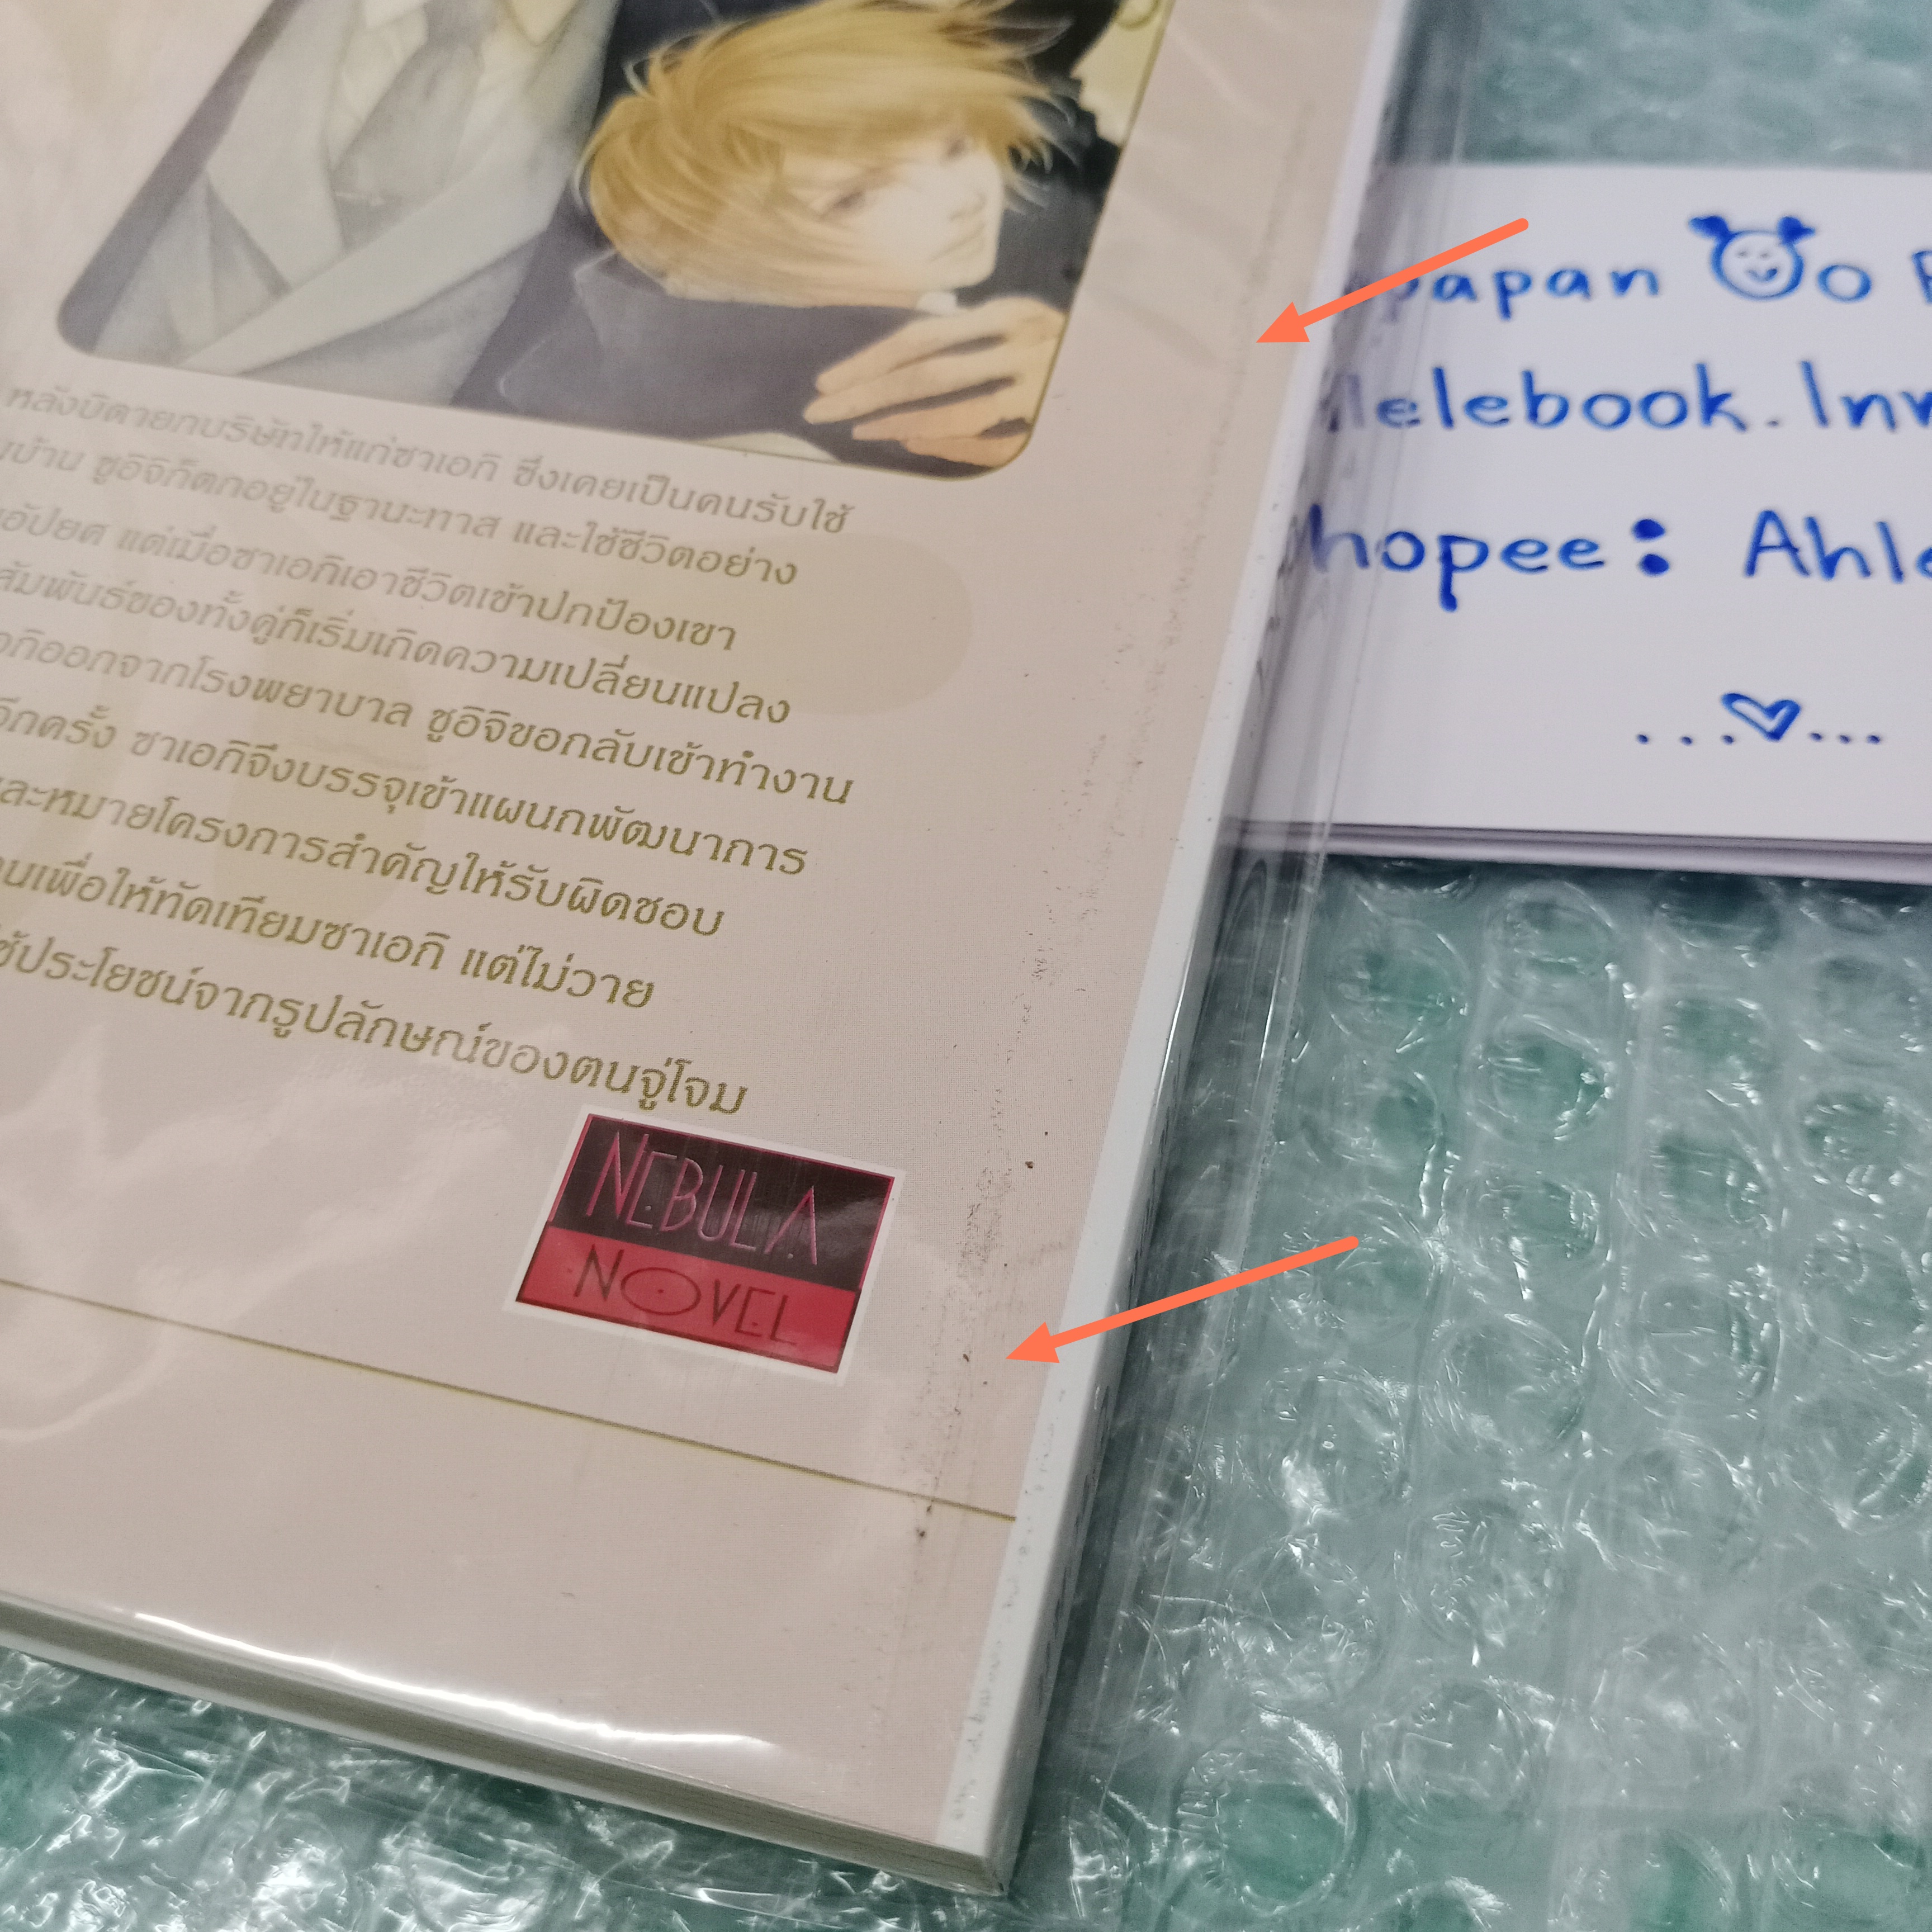 หลังบิดายกบริษัทให้แก่ซาเอกิ ซึ่งเคยเป็นคนรับใช้
บ้าน ชูอิจิก็ตกอยู่ในฐานะทาส และใช้ชีวิตอย่าง
อัปยศ แต่เมื่อซาเอกิเอาชีวิตเข้าปกป้องเขา
สัมพันธ์ของทั้งคู่ก็เริ่มเกิดความเปลี่ยนแปลง
กิออกจากโรงพยาบาล ชูอิจิขอกลับเข้าทำงาน
อีกครั้ง ซาเอกิจึงบรรจุเข้าแผนกพัฒนาการ
และหมายโครงการสำคัญให้รับผิดชอบ
นเพื่อให้ทัดเทียมซาเอกิ แต่ไม่วาย
ใช้ประโยชน์จากรูปลักษณ์ของตนจู่โจม
NEBULA
NOVEL
papan
lelebook.Inn
Shopee: Ahle